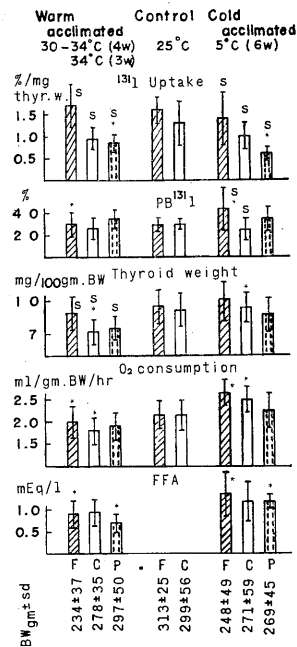 Warm Control Cold
acclimated acclimated
30-34°C (4w) 25°C 5°C (6w)
34°C (3w)
%/mg 131I Uptake
thyr.w. S S
1.5 S S S
1.0
0.5
% PB131I S
40 S
20
mg/100gm.BW Thyroid weight
10 S S S
7
O2 consumption
ml/gm.BW/hr
2.5
2.0
1.5
FFA
mEq/l
1.0
0.5
F C P F C F C P
BWgm±sd 234±37 278±35 297±50 313±25 299±56 248±49 271±59 269±45